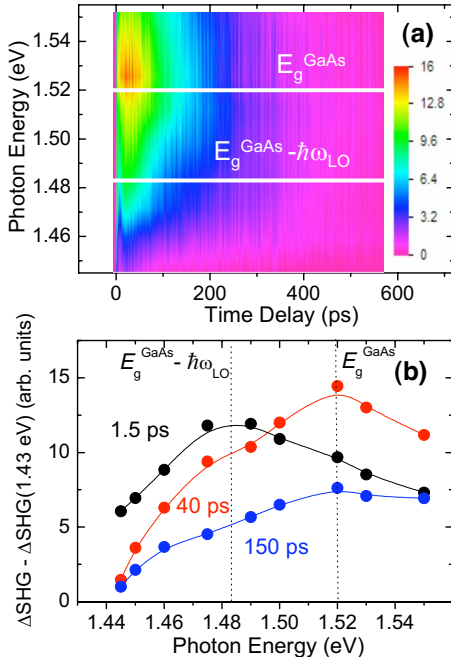 (a)
E_g^GaAs
E_g^GaAs -ħω_LO
Photon Energy (eV)
1.54
1.52
1.50
1.48
1.46
16
12.8
9.6
6.4
3.2
0
0 200 400 600
Time Delay (ps)
(b)
E_g^GaAs - ħω_LO
E_g^GaAs
ΔSHG - ΔSHG(1.43 eV) (arb. units)
15
10
5
0
1.5 ps
40 ps
150 ps
1.44 1.46 1.48 1.50 1.52 1.54
Photon Energy (eV)